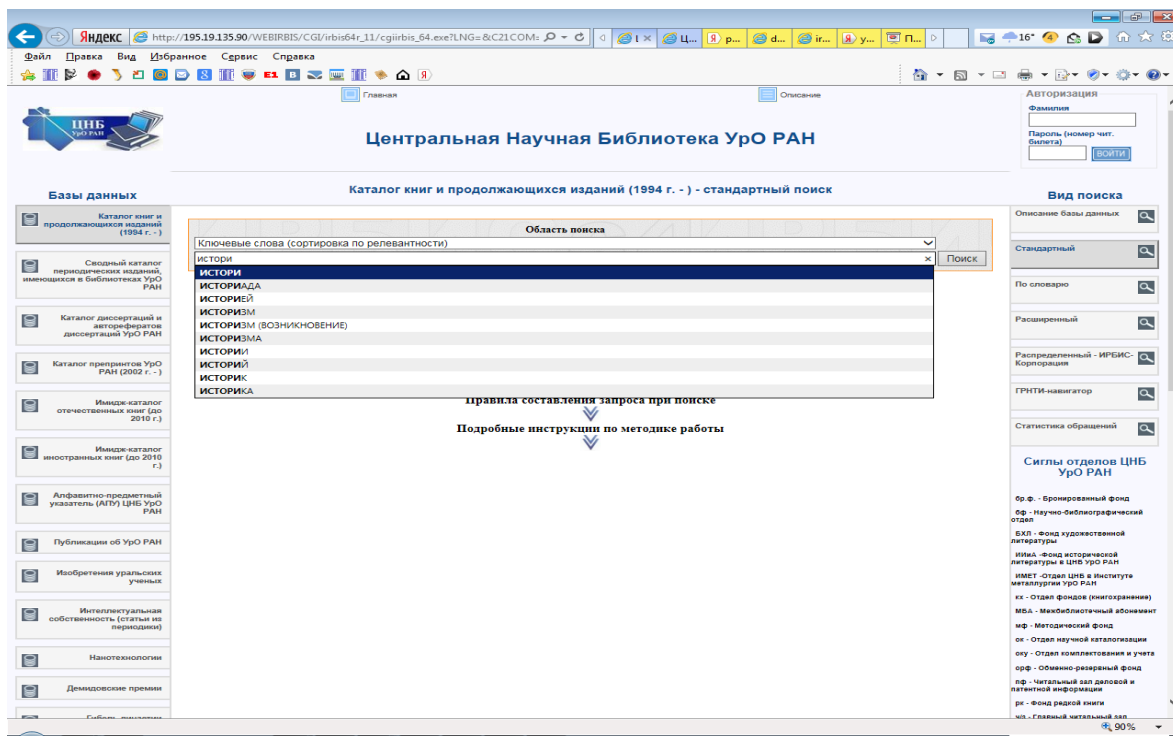 Яндекс
http://195.19.135.90/WEBIRBIS/CGI/irbis64r_11/cgiirbis_64.exe?LNG=&C21COM=
Файл Правка Вид Избранное Сервис Справка
Главная
Описание
ЦНБ
УрО РАН
Центральная Научная Библиотека УрО РАН
Авторизация
Фамилия
Пароль (номер чит.
билета)
ВОЙТИ
Базы данных
Каталог книг и продолжающихся изданий (1994 г. - ) - стандартный поиск
Вид поиска
Каталог книг и
продолжающихся изданий
(1994 г. - )
Сводный каталог
периодических изданий,
имеющихся в библиотеках УрО
РАН
Каталог диссертаций и
авторефератов
диссертаций УрО РАН
Каталог препринтов УрО
РАН (2002 г. - )
Имидж-каталог
отечественных книг (до
2010 г.)
Имидж-каталог
иностранных книг (до 2010
г.)
Алфавитно-предметный
указатель (АПУ) ЦНБ УрО
РАН
Публикации об УрО РАН
Изобретения уральских
ученых
Интеллектуальная
собственность (статьи из
периодики)
Нанотехнологии
Демидовские премии
Область поиска
Ключевые слова (сортировка по релевантности)
истори
Поиск
ИСТОРИ
ИСТОРИАДА
ИСТОРИЕЙ
ИСТОРИЗМ
ИСТОРИЗМ (ВОЗНИКНОВЕНИЕ)
ИСТОРИЗМА
ИСТОРИИ
ИСТОРИЙ
ИСТОРИК
ИСТОРИКА
Правила составления запроса при поиске
Подробные инструкции по методике работы
Описание базы данных
Стандартный
По словарю
Расширенный
Распределенный - ИРБИС-
Корпорация
ГРНТИ-навигатор
Статистика обращений
Сиглы отделов ЦНБ
УрО РАН
бр.ф. - Бронированный фонд
бф - Научно-библиографический
отдел
БХЛ - Фонд художественной
литературы
ИИиА -Фонд исторической
литературы в ЦНБ УрО РАН
ИМЕТ -Отдел ЦНБ в Институте
металлургии УрО РАН
кх - Отдел фондов (книгохранение)
МБА - Межбиблиотечный абонемент
мф - Методический фонд
ок - Отдел научной каталогизации
оку - Отдел комплектования и учета
орф - Обменно-резервный фонд
пф - Читальный зал деловой и
патентной информации
рк - Фонд редкой книги
90%